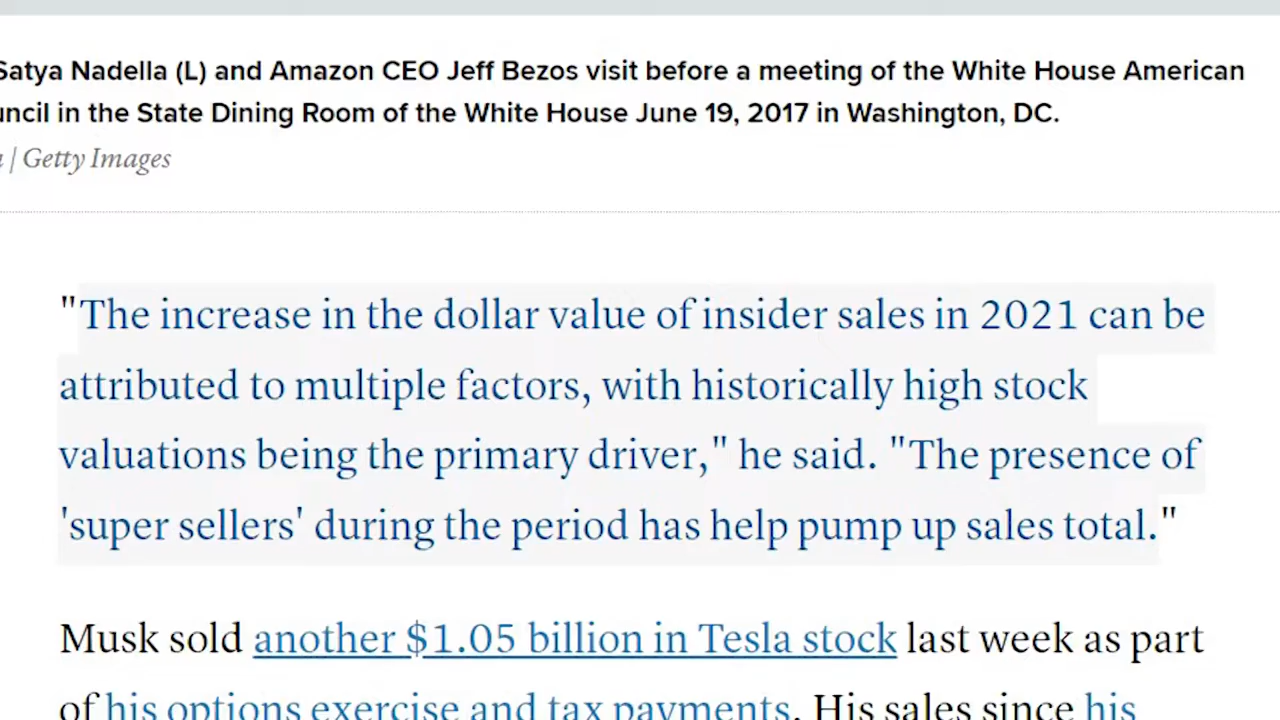 Satya Nadella (L) and Amazon CEO Jeff Bezos visit before a meeting of the White House American
uncil in the State Dining Room of the White House June 19, 2017 in Washington, DC.
| Getty Images
"The increase in the dollar value of insider sales in 2021 can be
attributed to multiple factors, with historically high stock
valuations being the primary driver," he said. "The presence of
'super sellers' during the period has help pump up sales total."
Musk sold another $1.05 billion in Tesla stock last week as part
of his options exercise and tax payments. His sales since his